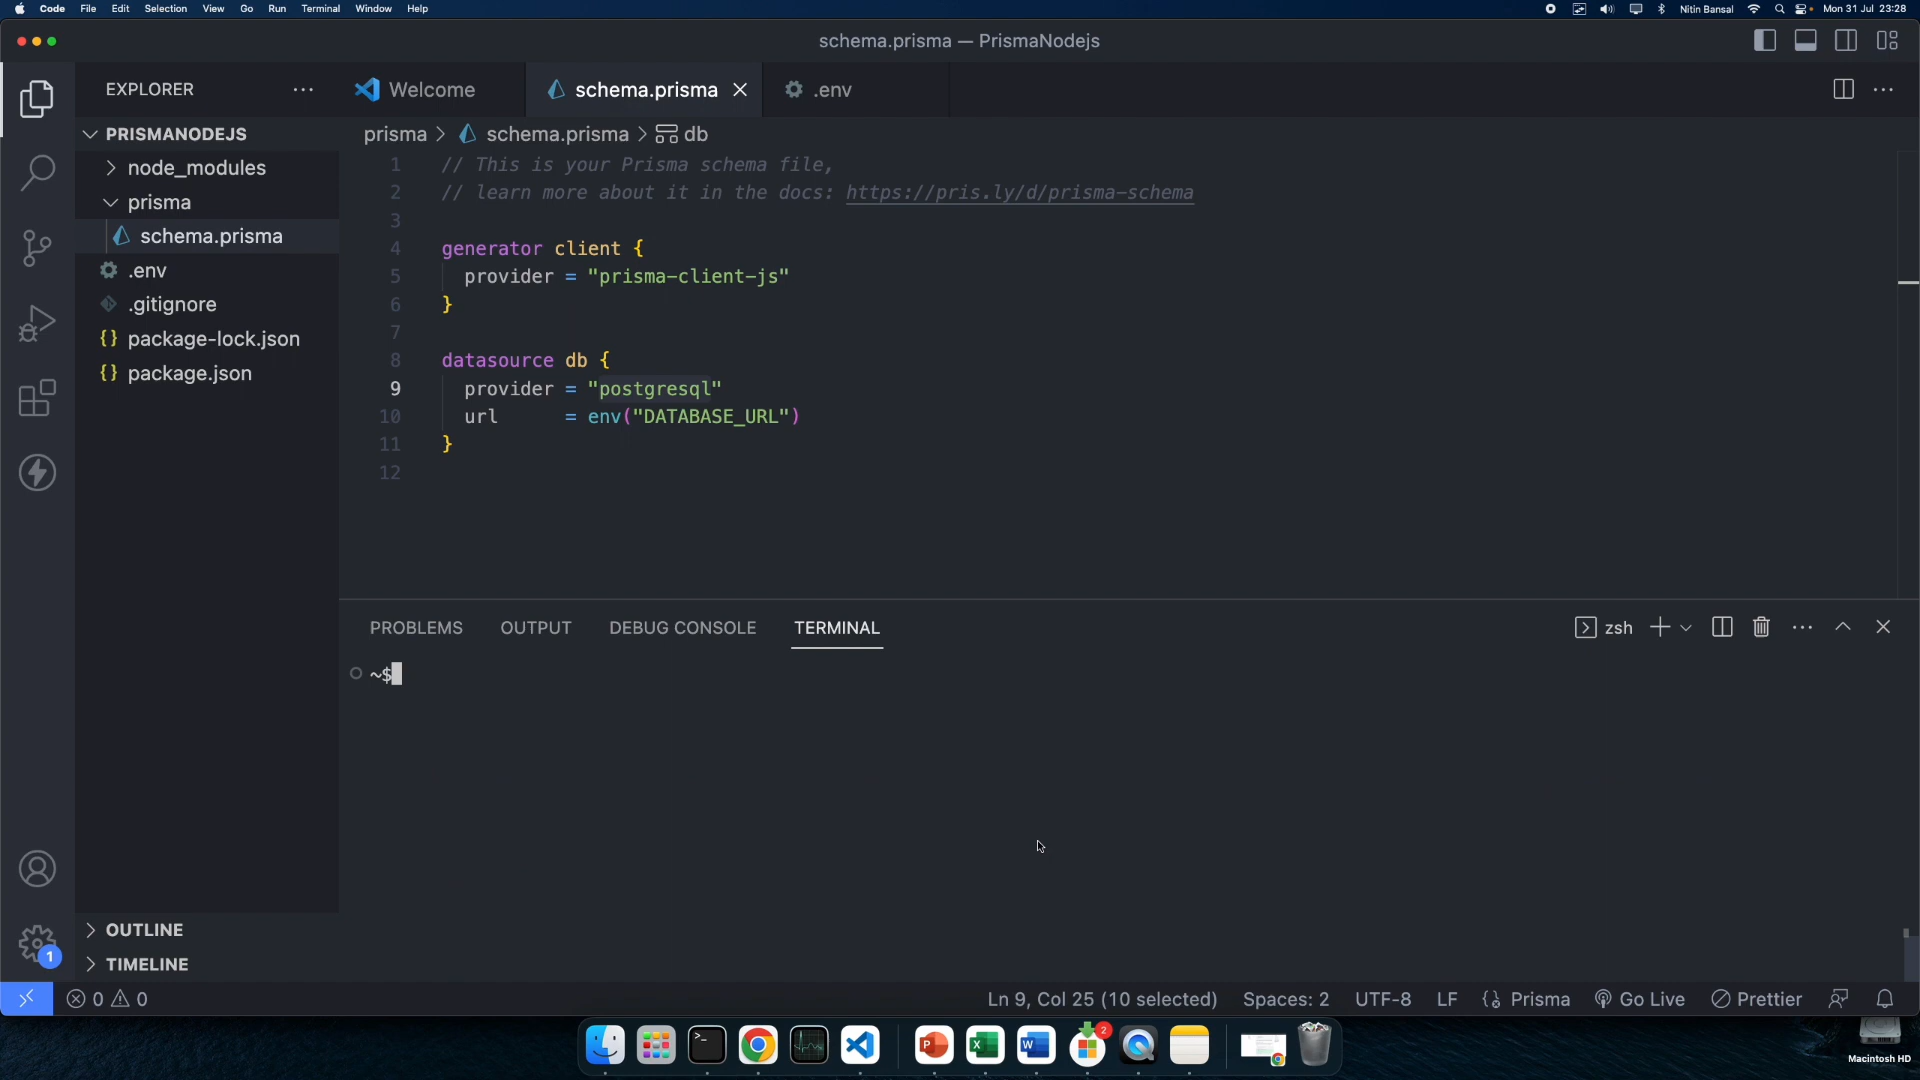 Code File Edit Selection View Go Run Terminal Window Help
Nitin Bansal Mon 31 Jul 23:28
schema.prisma — PrismaNodejs
EXPLORER
Welcome schema.prisma .env
PRISMANODEJS
node_modules
prisma
schema.prisma
.env
.gitignore
package-lock.json
package.json
OUTLINE
TIMELINE
prisma > schema.prisma > db
1 // This is your Prisma schema file,
2 // learn more about it in the docs: https://pris.ly/d/prisma-schema
3
4 generator client {
5 provider = "prisma-client-js"
6 }
7
8 datasource db {
9 provider = "postgresql"
10 url = env("DATABASE_URL")
11 }
12
PROBLEMS OUTPUT DEBUG CONSOLE TERMINAL
zsh
~$
1
0 0
Ln 9, Col 25 (10 selected) Spaces: 2 UTF-8 LF Prisma Go Live Prettier
2
Macintosh HD